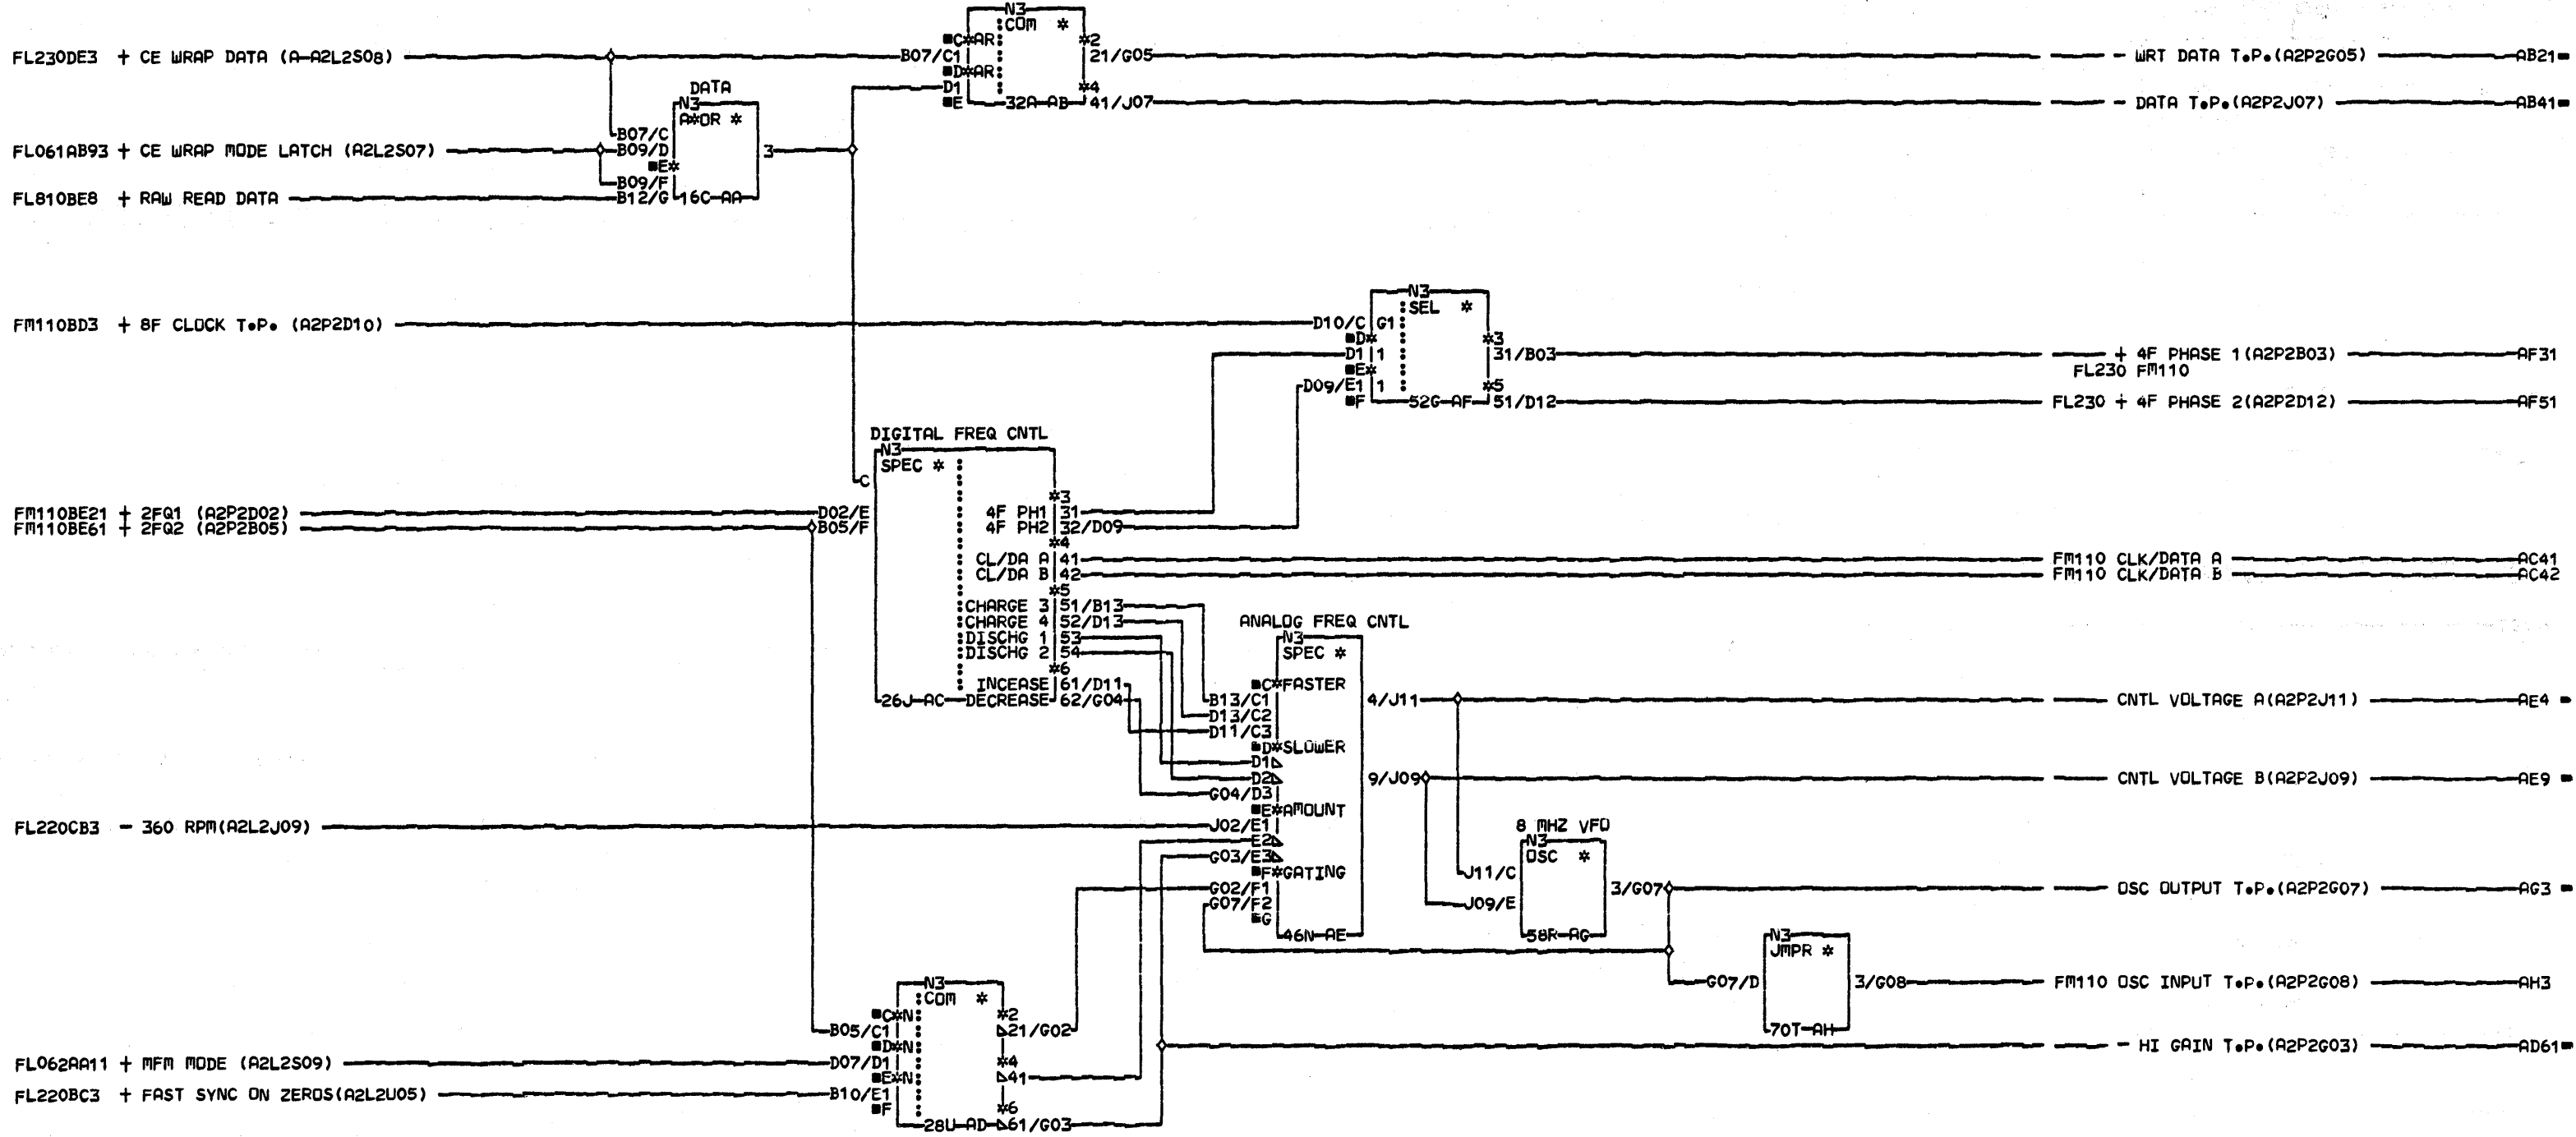 N3
COM *
FL230DE3 + CE WRAP DATA (A-A2L2S08)
B07/C1
■C*AR
*2
21/G05
- WRT DATA T.P.(A2P2G05)
AB21■
■D*AR
D1
*4
■E
32A-AB
41/J07
- DATA T.P.(A2P2J07)
AB41■
DATA
N3
A*OR *
B07/C
FL061AB93 + CE WRAP MODE LATCH (A2L2S07)
B09/D
3
■E*
B09/F
FL810BE8 + RAW READ DATA
B12/G
16C-AA
N3
SEL *
FM110BD3 + 8F CLOCK T.P. (A2P2D10)
D10/C G1
■D*
*3
D1 1
31/B03
+ 4F PHASE 1(A2P2B03)
AF31
FL230 FM110
■E*
D09/E1 1
*5
■F
52G-AF
51/D12
FL230 + 4F PHASE 2(A2P2D12)
AF51
DIGITAL FREQ CNTL
N3
SPEC *
C
*3
FM110BE21 + 2FQ1 (A2P2D02)
D02/E
4F PH1 31
FM110BE61 + 2FQ2 (A2P2B05)
B05/F
4F PH2 32/D09
*4
CL/DA A 41
FM110 CLK/DATA A
AC41
CL/DA B 42
FM110 CLK/DATA B
AC42
*5
CHARGE 3 51/B13
CHARGE 4 52/D13
DISCHG 1 53
DISCHG 2 54
*6
INCEASE 61/D11
26J-AC
DECREASE 62/G04
ANALOG FREQ CNTL
N3
SPEC *
■C*FASTER
B13/C1
4/J11
CNTL VOLTAGE A(A2P2J11)
AE4 ■
D13/C2
D11/C3
■D*SLOWER
D1
D2
9/J09
CNTL VOLTAGE B(A2P2J09)
AE9 ■
G04/D3
■E*AMOUNT
FL220CB3 - 360 RPM(A2L2J09)
J02/E1
E2
G03/E3
■F*GATING
G02/F1
G07/F2
■G
46N-AE
8 MHZ VFO
N3
OSC *
J11/C
3/G07
OSC OUTPUT T.P.(A2P2G07)
AG3 ■
J09/E
58R-AG
N3
JMPR *
G07/D
3/G08
FM110 OSC INPUT T.P.(A2P2G08)
AH3
70T-AH
N3
COM *
■C*N
*2
B05/C1
21/G02
■D*N
FL062AA11 + MFM MODE (A2L2S09)
D07/D1
*4
■E*N
41
FL220BC3 + FAST SYNC ON ZEROS(A2L2U05)
B10/E1
■F
*6
28U-AD
61/G03
- HI GAIN T.P.(A2P2G03)
AD61■